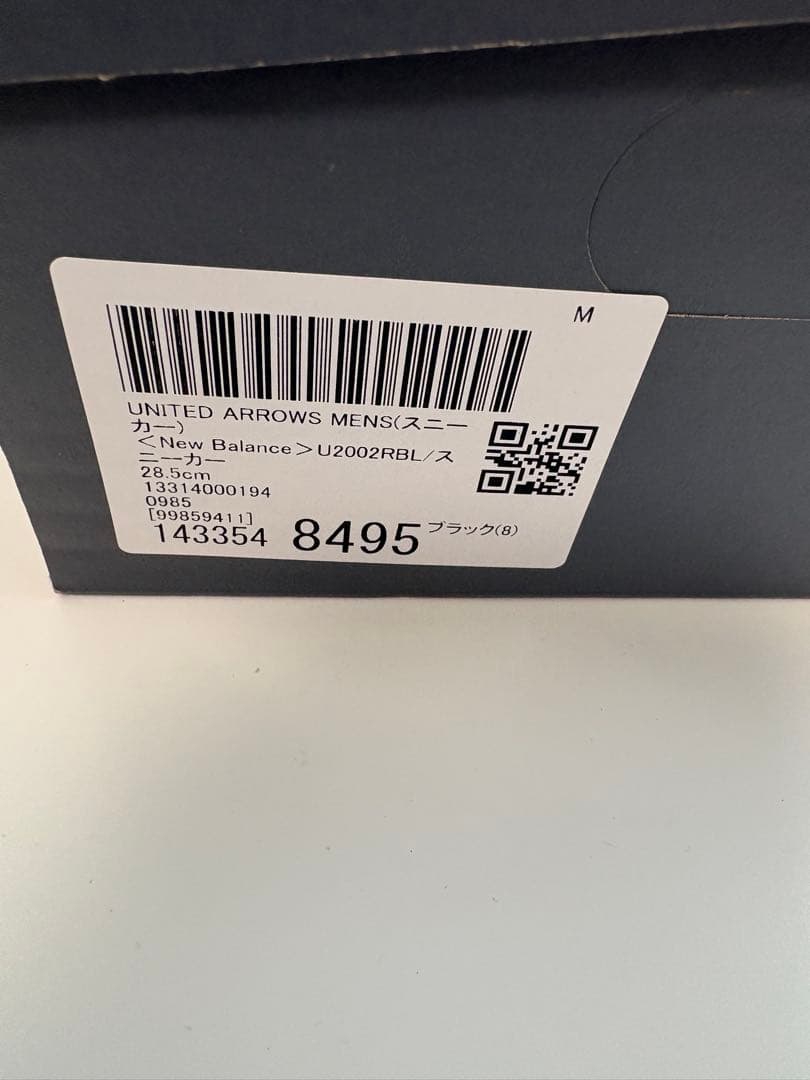 M
UNITED ARROWS MENS(スニー
カー)
＜New Balance＞U2002RBL/ス
ニーカー
28.5cm
13314000194
0985
[99859411]
143354 8495 ブラック(8)